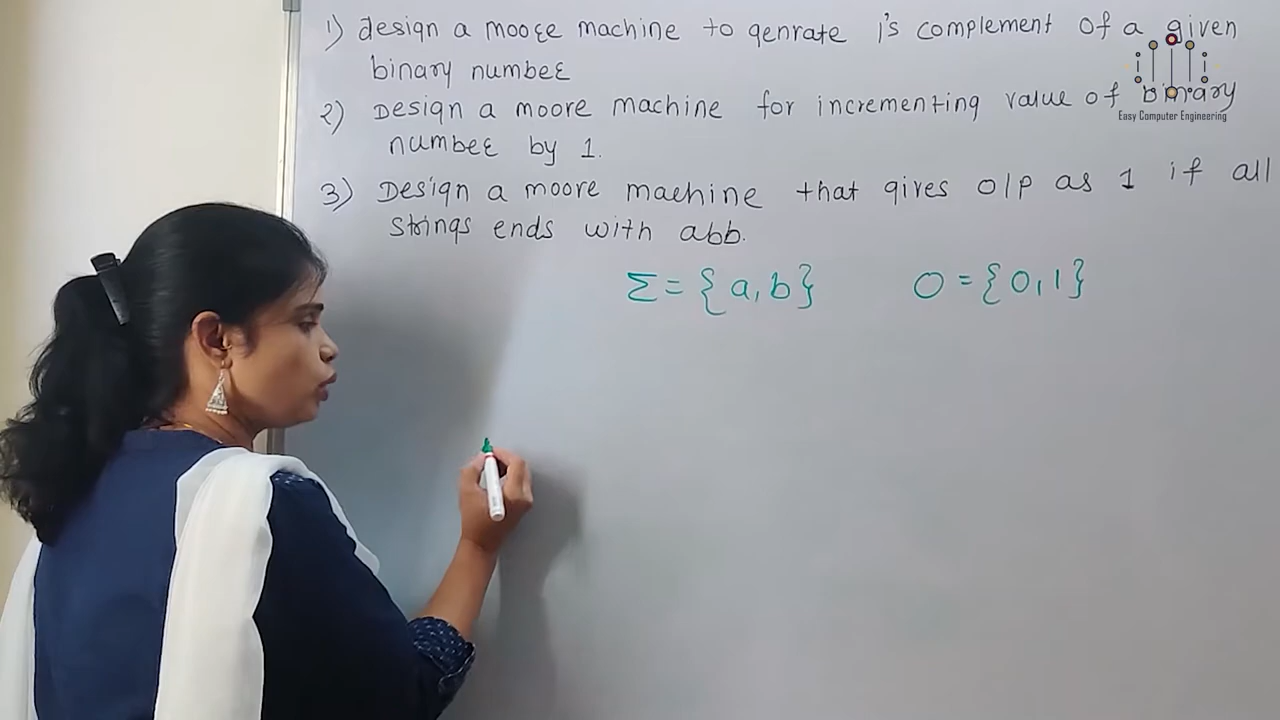 1) design a moore machine to genrate 1's complement of a given
binary number
2) Design a moore machine for incrementing value of binary
number by 1.
3) Design a moore machine that gives o/p as 1 if all
strings ends with abb.
Σ = {a, b} O = {0, 1}
Easy Computer Engineering